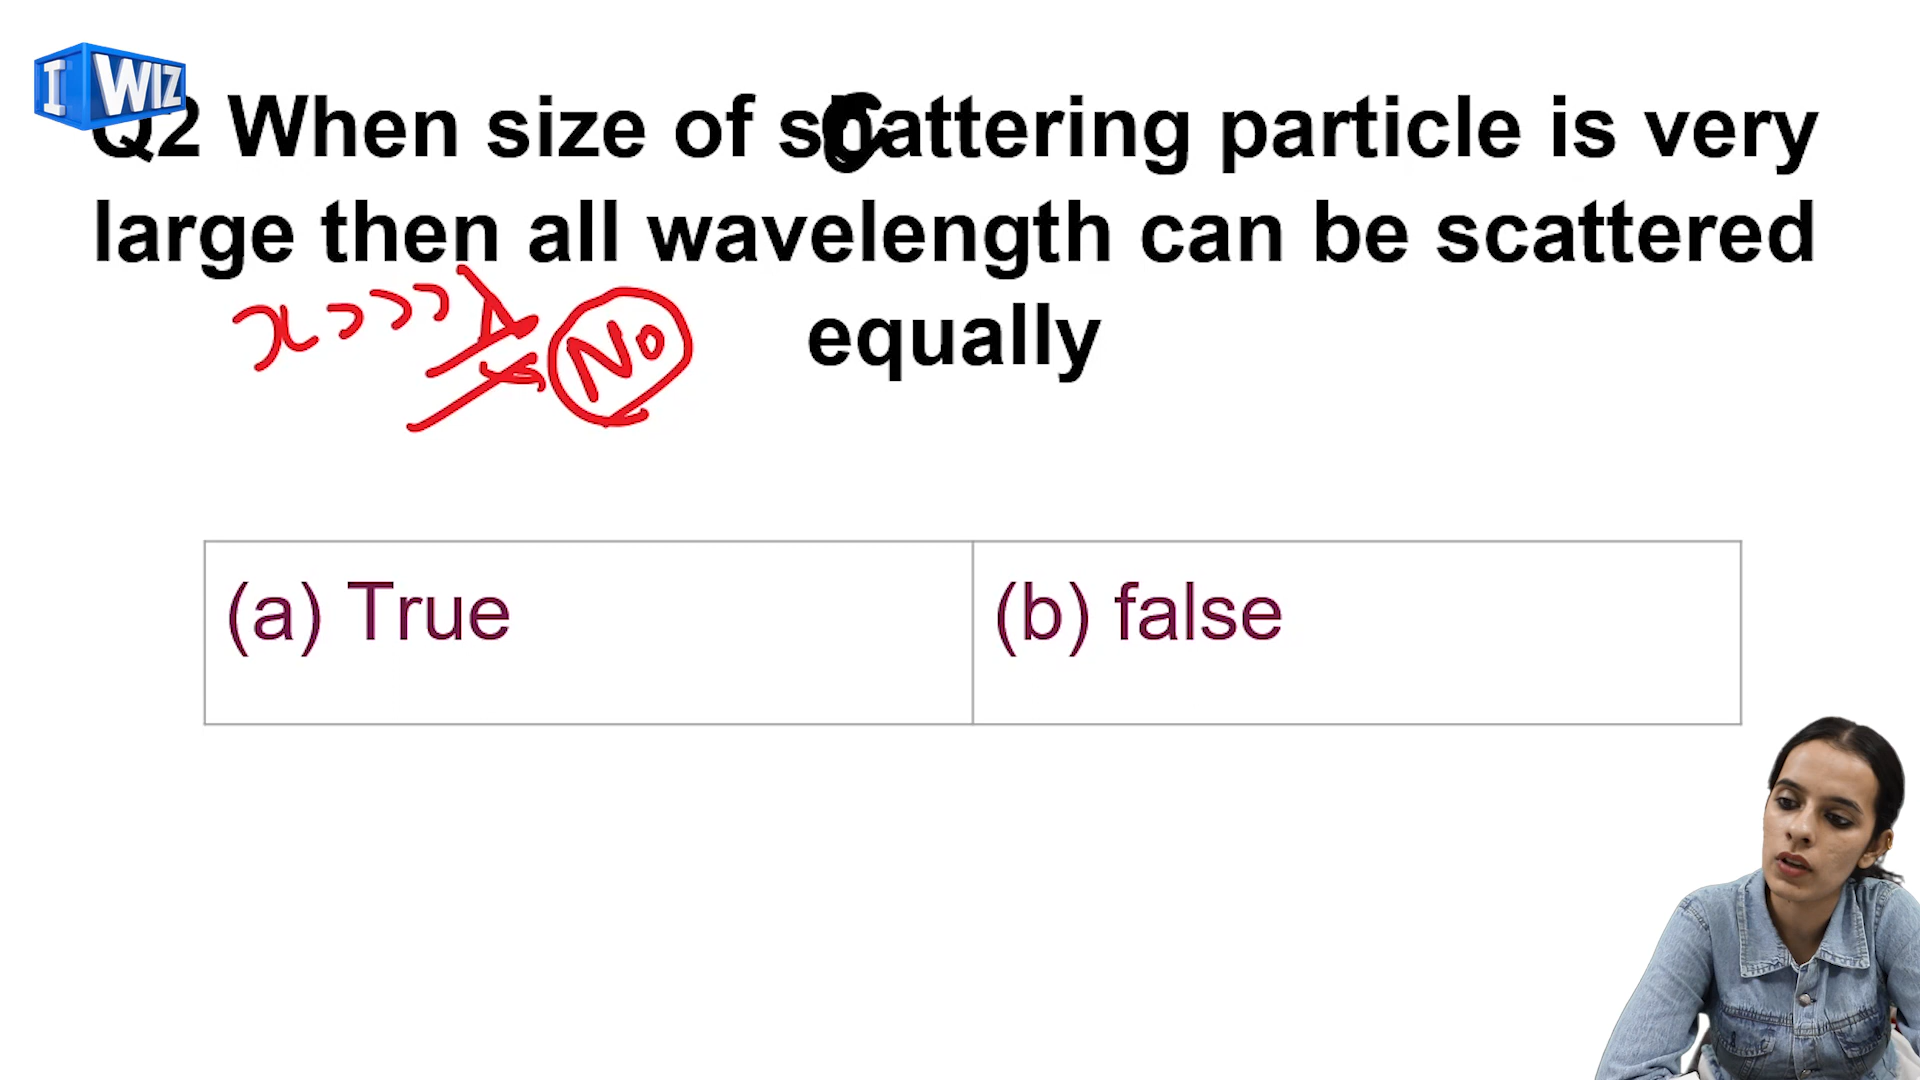 I WIZ
Q2 When size of scattering particle is very
large then all wavelength can be scattered
equally
x >>> λ
No
(a) True
(b) false